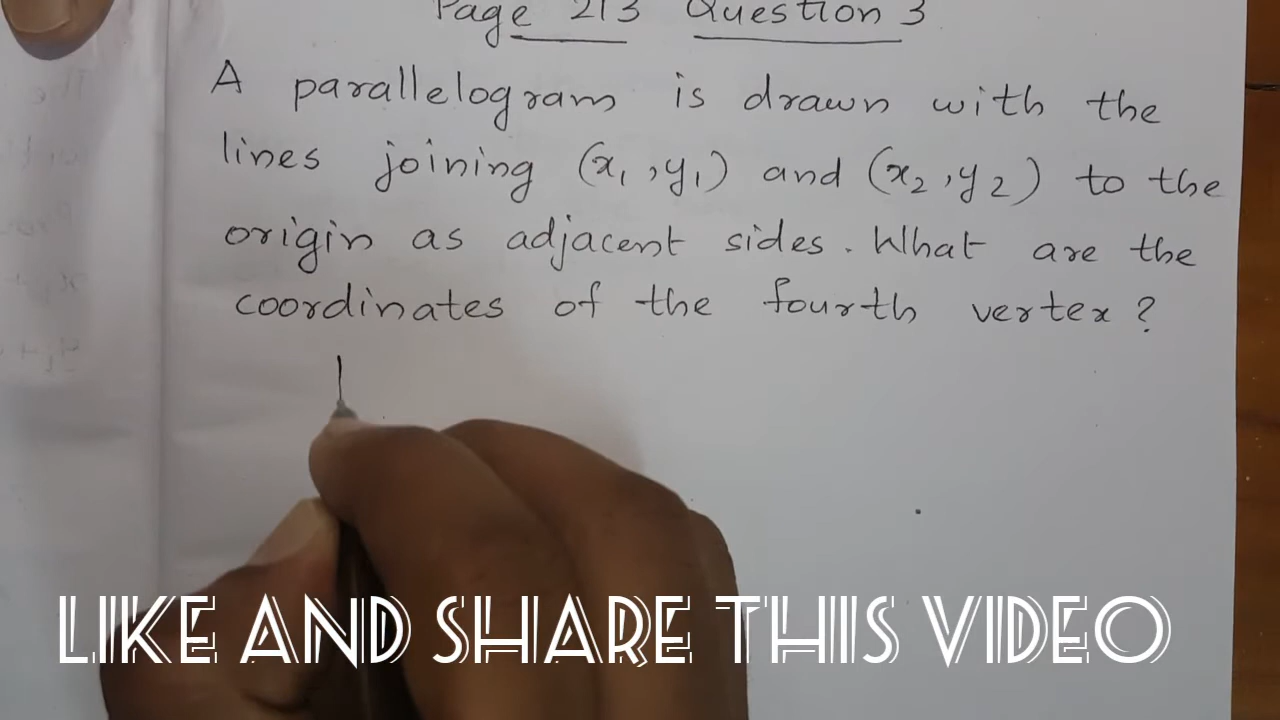 Page 213 Question 3
A parallelogram is drawn with the
lines joining (x₁,y₁) and (x₂,y₂) to the
origin as adjacent sides. What are the
coordinates of the fourth vertex?
LIKE AND SHARE THIS VIDEO